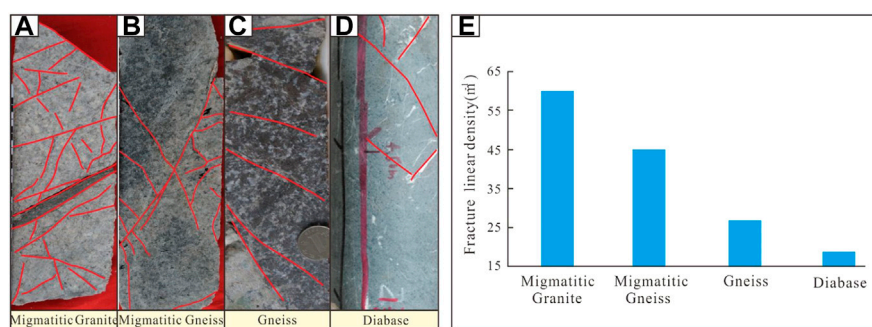 A
B
C
D
E
Migmatitic Granite
Migmatitic Gneiss
Gneiss
Diabase
Fracture linear density(m⁻¹)
65
55
45
35
25
15
Migmatitic
Granite
Migmatitic
Gneiss
Gneiss
Diabase